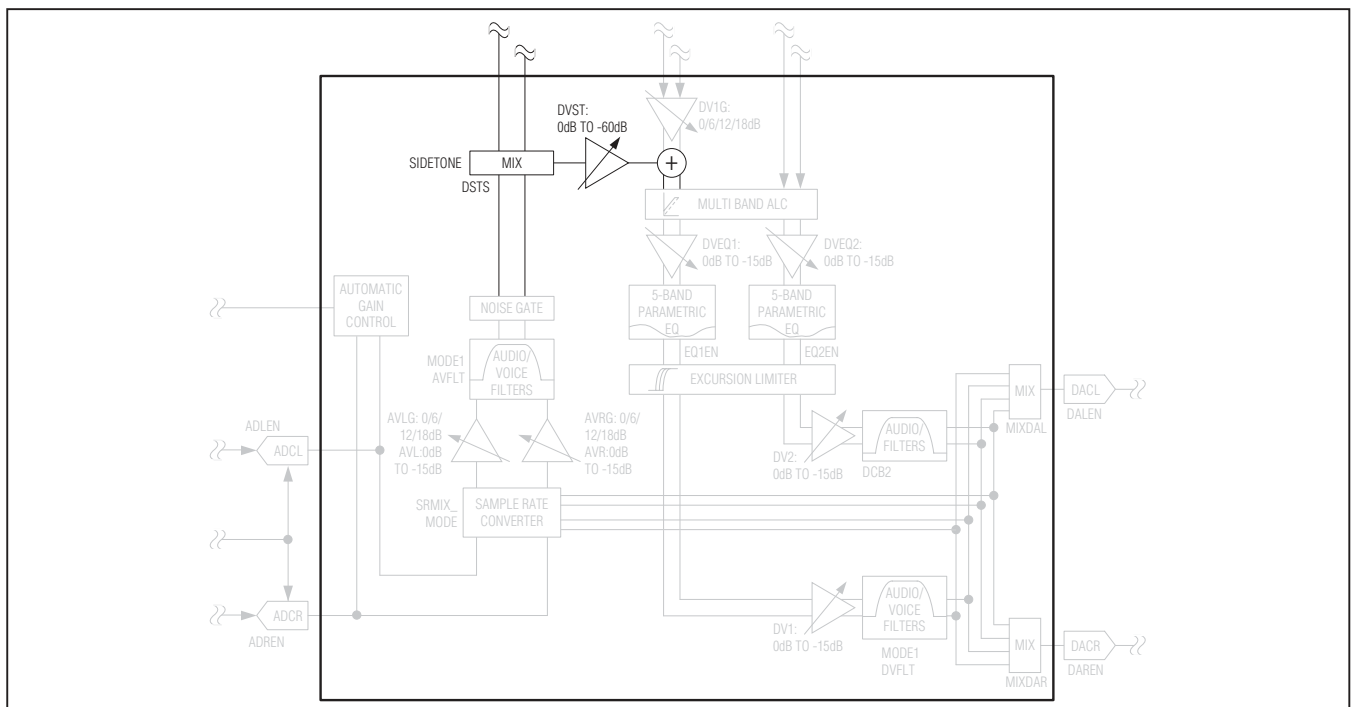 DVST:
0dB TO -60dB
DV1G:
0/6/12/18dB
SIDETONE
MIX
+
DSTS
MULTI BAND ALC
DVEQ1:
0dB TO -15dB
DVEQ2:
0dB TO -15dB
AUTOMATIC
GAIN
CONTROL
NOISE GATE
5-BAND
PARAMETRIC
EQ
5-BAND
PARAMETRIC
EQ
EQ1EN
EQ2EN
MODE1
AVFLT
AUDIO/
VOICE
FILTERS
EXCURSION LIMITER
MIX
DACL
DALEN
MIXDAL
AVLG: 0/6/
12/18dB
AVL:0dB
TO -15dB
AVRG: 0/6/
12/18dB
AVR:0dB
TO -15dB
ADLEN
ADCL
DV2:
0dB TO -15dB
AUDIO/
FILTERS
DCB2
SRMIX_
MODE
SAMPLE RATE
CONVERTER
ADCR
ADREN
DV1:
0dB TO -15dB
AUDIO/
VOICE
FILTERS
MODE1
DVFLT
MIX
DACR
DAREN
MIXDAR